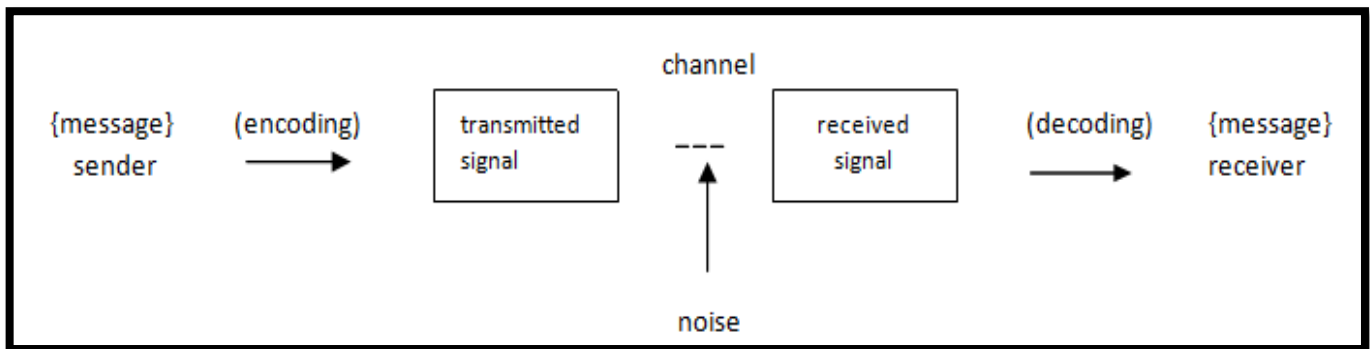 channel
{message} (encoding) transmitted received (decoding) {message}
sender signal --- signal receiver
noise